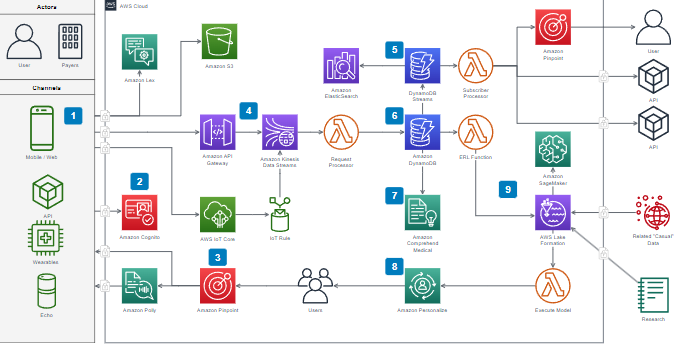 Actors
User
Payers
Channels
1
Mobile / Web
API
Wearables
Echo
aws
AWS Cloud
Amazon Lex
Amazon S3
4
Amazon API
Gateway
Amazon Kinesis
Data Streams
Request
Processor
2
Amazon Cognito
AWS IoT Core
IoT Rule
3
Amazon Polly
Amazon Pinpoint
Users
Amazon
ElasticSearch
5
DynamoDB
Streams
Subscriber
Processor
6
Amazon
DynamoDB
ERL Function
7
Amazon
Comprehend
Medical
8
Amazon Personalize
Amazon
Pinpoint
Amazon
SageMaker
9
AWS Lake
Formation
Execute Model
User
API
API
Related "Casual"
Data
Research